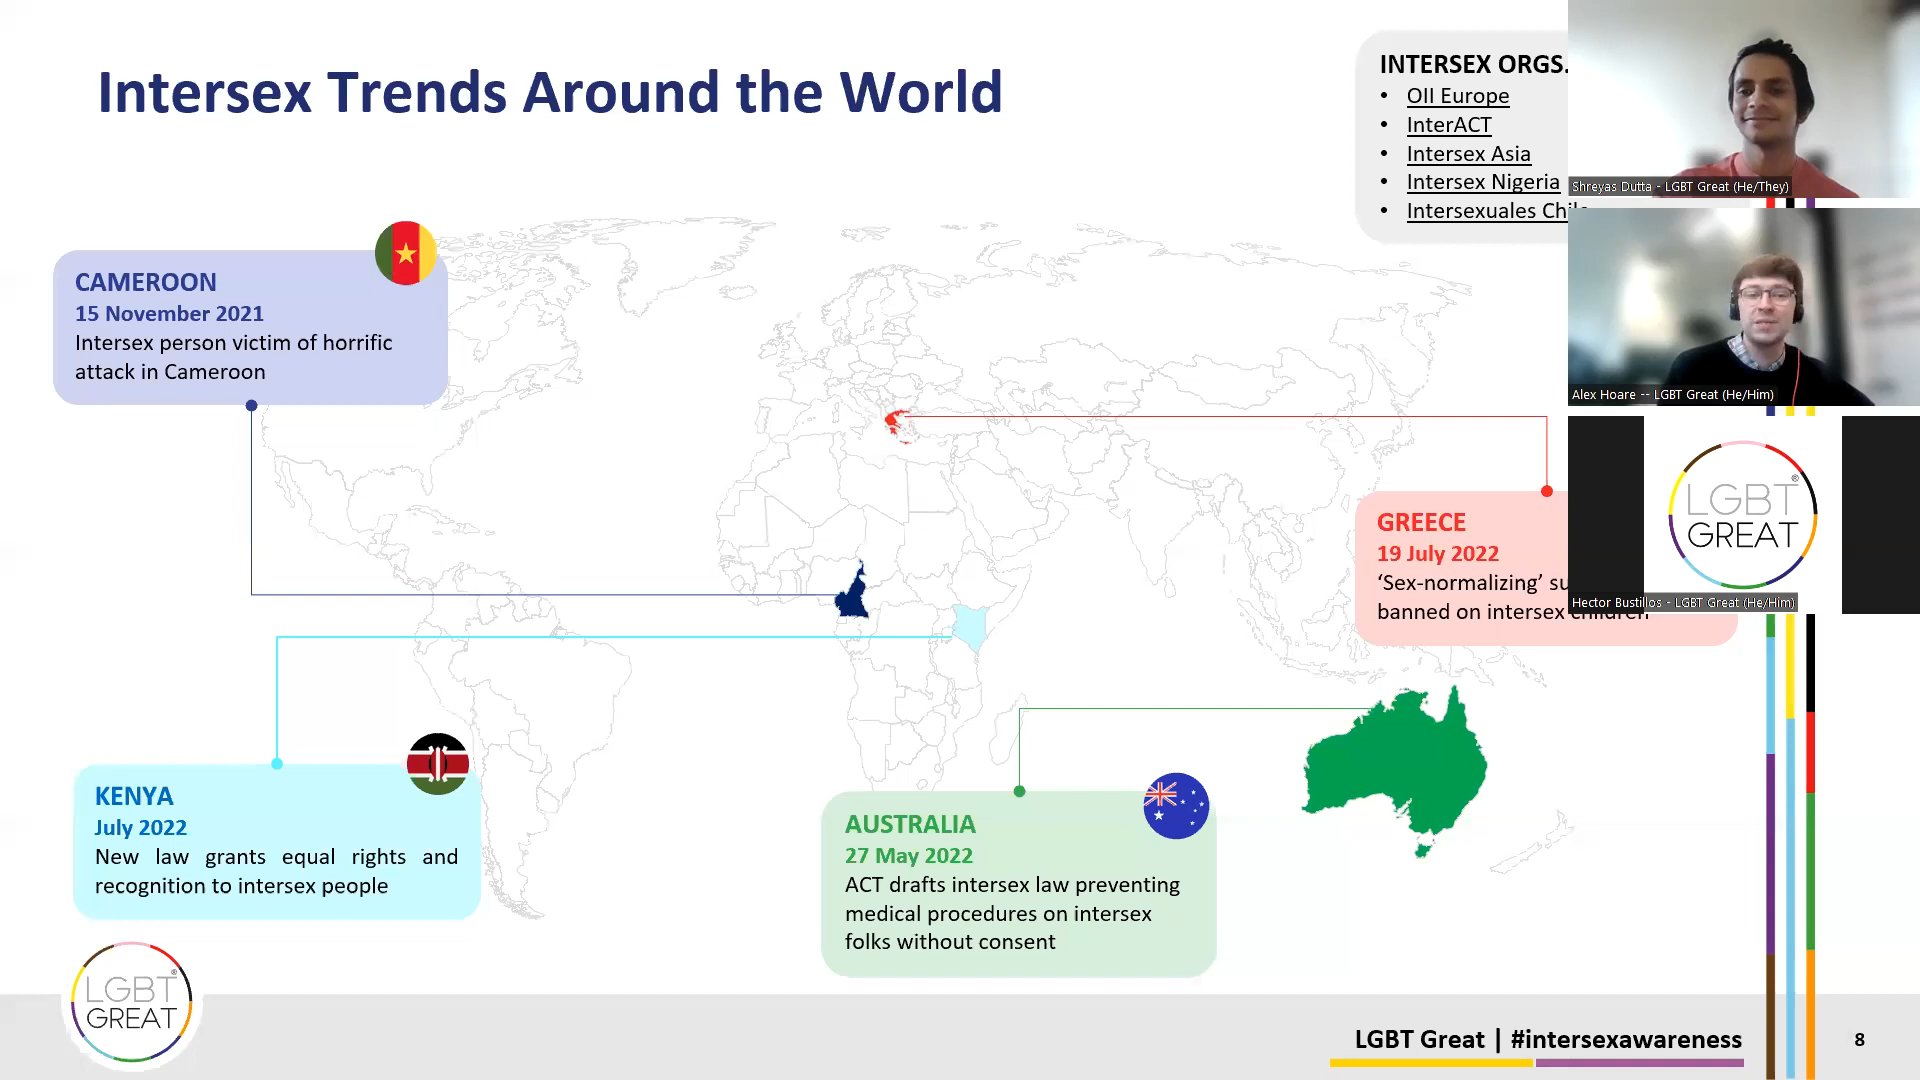 Intersex Trends Around the World
INTERSEX ORGS.
• OII Europe
• InterACT
• Intersex Asia
• Intersex Nigeria
• Intersexuales
Shreyas Dutta - LGBT Great (He/They)
Alex Hoare -- LGBT Great (He/Him)
LGBT®
GREAT
Hector Bustillos - LGBT Great (He/Him)
CAMEROON
15 November 2021
Intersex person victim of horrific
attack in Cameroon
GREECE
19 July 2022
‘Sex-normalizing’
banned on intersex children
KENYA
July 2022
New law grants equal rights and
recognition to intersex people
AUSTRALIA
27 May 2022
ACT drafts intersex law preventing
medical procedures on intersex
folks without consent
LGBT®
GREAT
LGBT Great | #intersexawareness
8